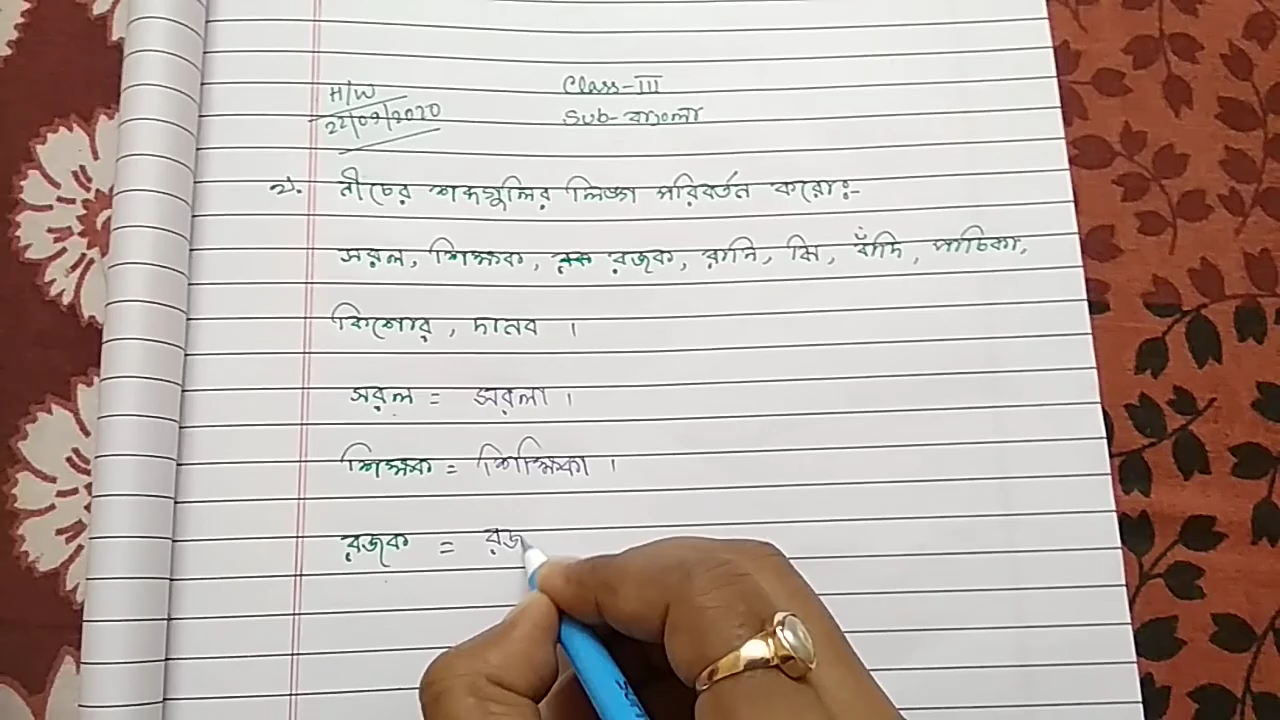 H/W
22/09/2020
Class-III
Sub-বাংলা
২. নীচের শব্দগুলির লিঙ্গ পরিবর্তন করো:-
সরল, শিক্ষক, রজক, রানি, ঝি, বাঁদি, পাচিকা,
কিশোর, দানব ।
সরল = সরলা ।
শিক্ষক = শিক্ষিকা ।
রজক = রজ